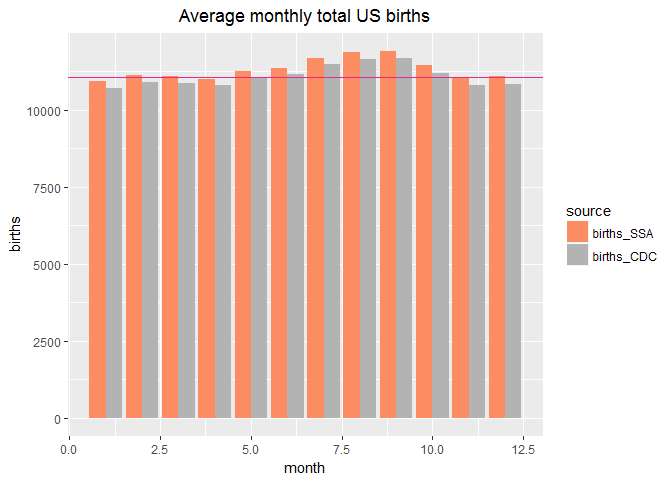 Average monthly total US births
births
10000
7500
5000
2500
0
0.0 2.5 5.0 7.5 10.0 12.5
month
source
births_SSA
births_CDC